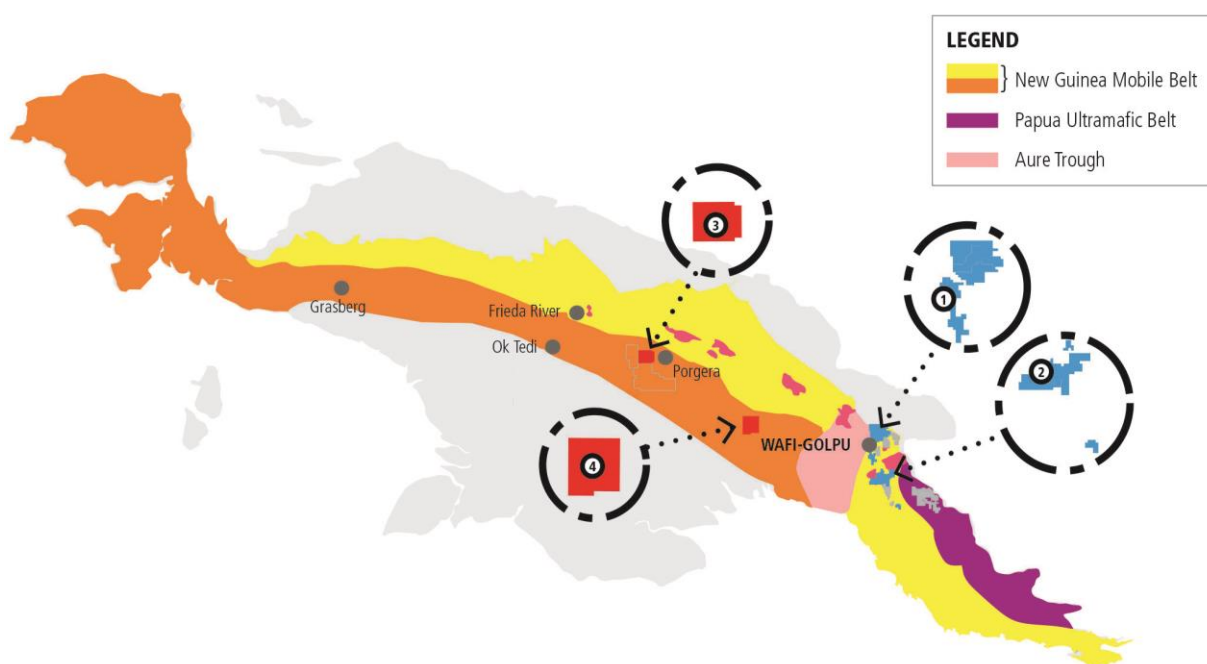 LEGEND
New Guinea Mobile Belt
Papua Ultramafic Belt
Aure Trough
3
1
2
Grasberg
Frieda River
Ok Tedi
Porgera
WAFI-GOLPU
4